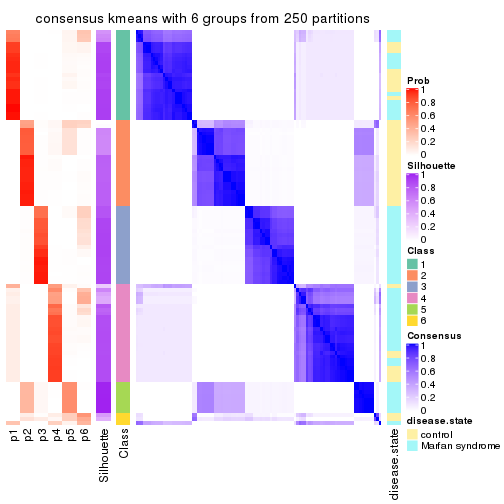 consensus kmeans with 6 groups from 250 partitions
Prob
1
0.8
0.6
0.4
0.2
0
Silhouette
1
0.8
0.6
0.4
0.2
0
Class
1
2
3
4
5
6
Consensus
1
0.8
0.6
0.4
0.2
0
disease.state
control
Marfan syndrome
p1
p2
p3
p4
p5
p6
Silhouette
Class
disease.state